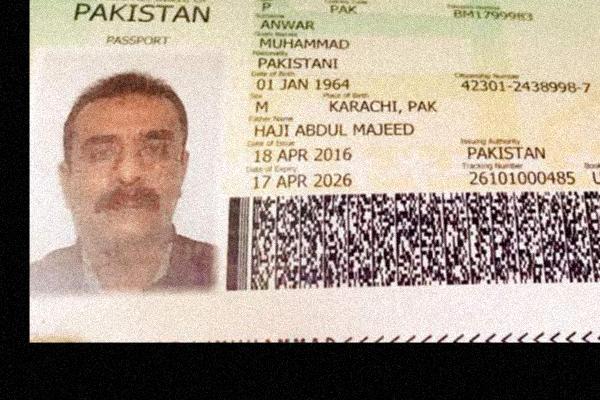 PAKISTAN
PASSPORT
P PAK BM1799983
Surname
ANWAR
Given Names
MUHAMMAD
Nationality
PAKISTANI
Date of Birth Citizenship Number
01 JAN 1964 42301-2438998-7
Sex Place of Birth
M KARACHI, PAK
Father Name
HAJI ABDUL MAJEED
Date of Issue Issuing Authority
18 APR 2016 PAKISTAN
Date of Expiry Tracking Number
17 APR 2026 26101000485